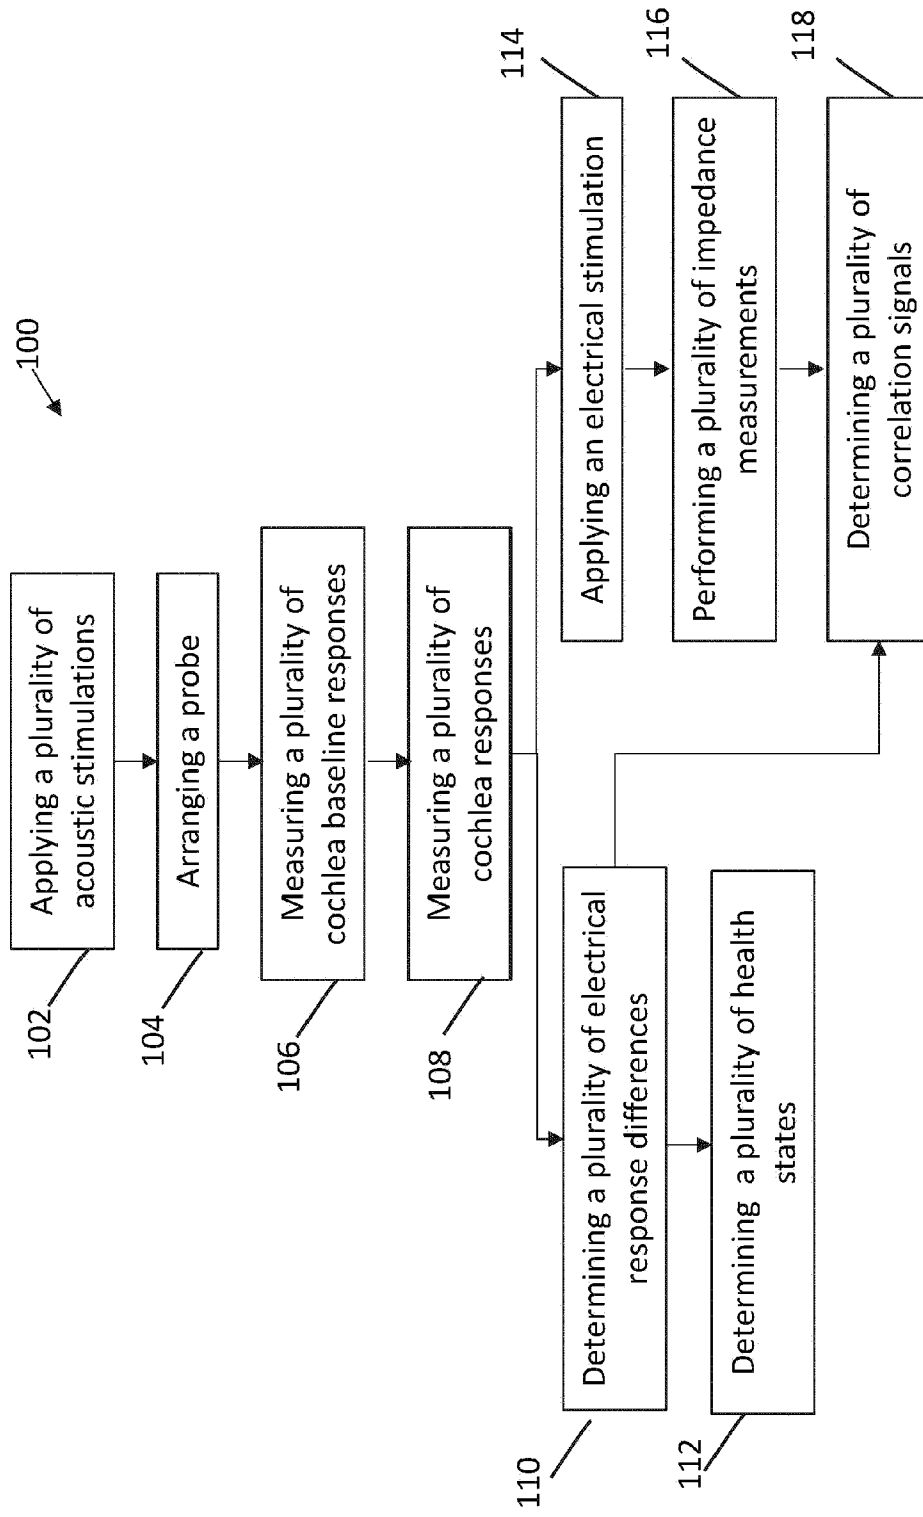 100
Applying a plurality of
acoustic stimulations
102
Arranging a probe
104
Measuring a plurality of
cochlea baseline responses
106
Measuring a plurality of
cochlea responses
108
Determining a plurality of electrical
response differences
110
Determining  a plurality of health
states
112
Applying an electrical stimulation
114
Performing a plurality of impedance
measurements
116
Determining a plurality of
correlation signals
118